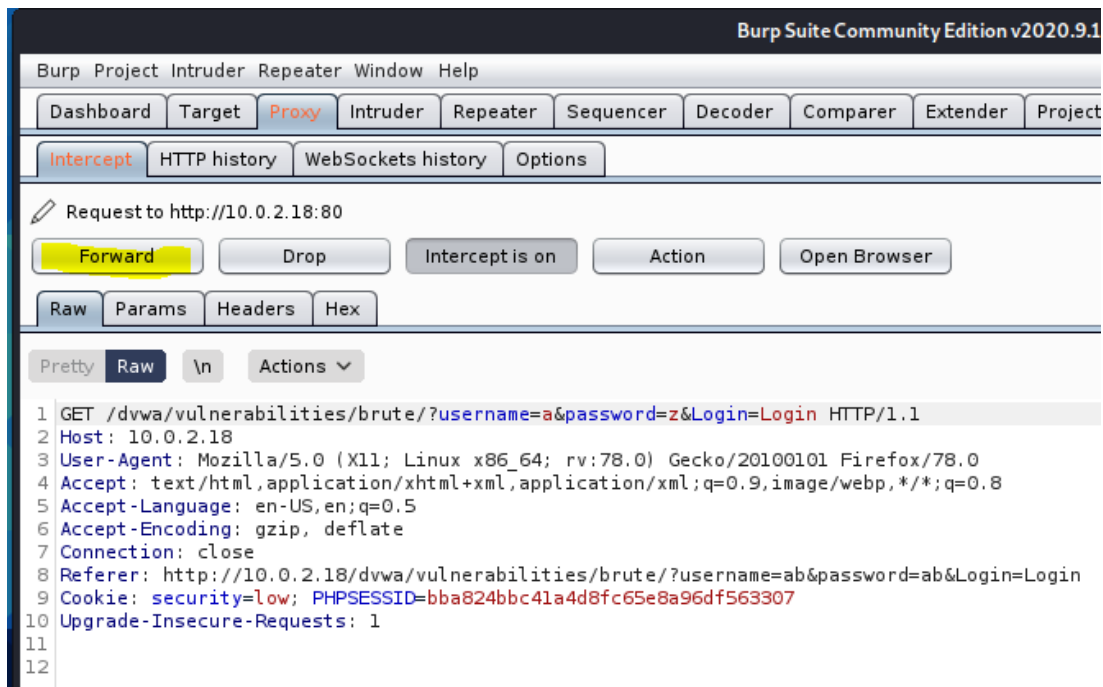 Burp Suite Community Edition v2020.9.1
Burp Project Intruder Repeater Window Help
Dashboard Target Proxy Intruder Repeater Sequencer Decoder Comparer Extender Project
Intercept HTTP history WebSockets history Options
Request to http://10.0.2.18:80
Forward Drop Intercept is on Action Open Browser
Raw Params Headers Hex
Pretty Raw \n Actions
1 GET /dvwa/vulnerabilities/brute/?username=a&password=z&Login=Login HTTP/1.1
2 Host: 10.0.2.18
3 User-Agent: Mozilla/5.0 (X11; Linux x86_64; rv:78.0) Gecko/20100101 Firefox/78.0
4 Accept: text/html,application/xhtml+xml,application/xml;q=0.9,image/webp,*/*;q=0.8
5 Accept-Language: en-US,en;q=0.5
6 Accept-Encoding: gzip, deflate
7 Connection: close
8 Referer: http://10.0.2.18/dvwa/vulnerabilities/brute/?username=ab&password=ab&Login=Login
9 Cookie: security=low; PHPSESSID=bba824bbc41a4d8fc65e8a96df563307
10 Upgrade-Insecure-Requests: 1
11
12